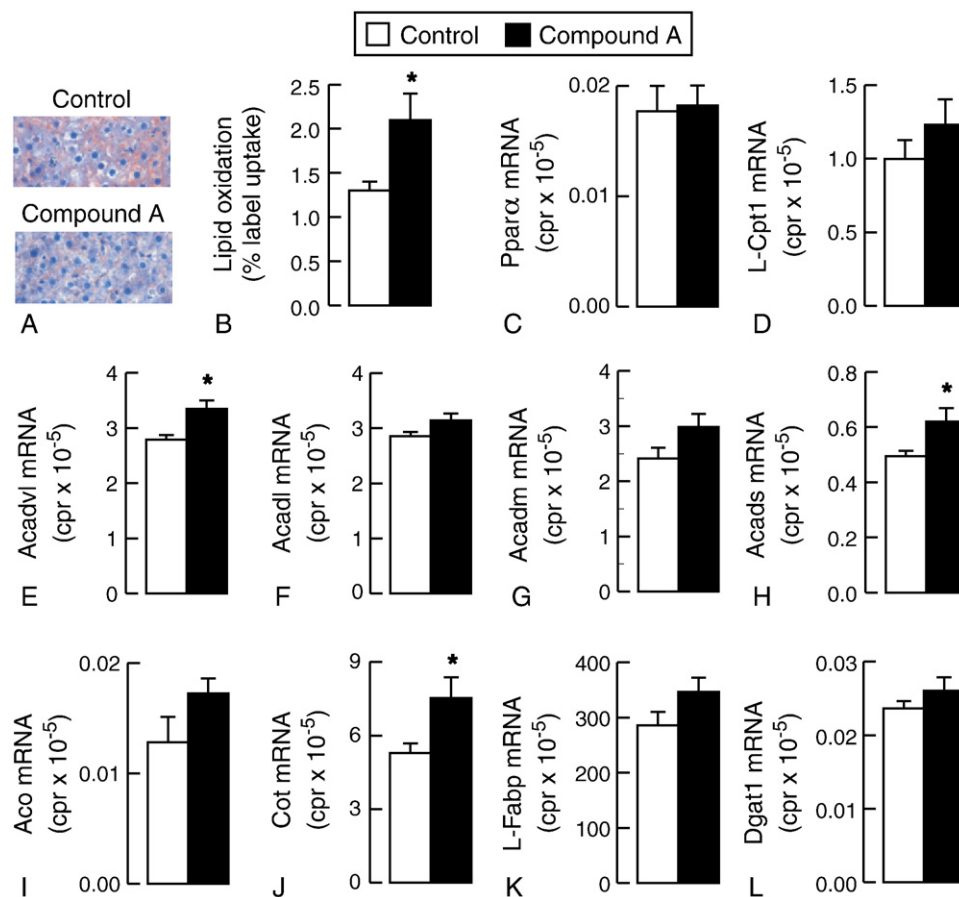 Control Compound A
Control
Compound A
A
Lipid oxidation
(% label uptake)
2.5
2.0
1.5
1.0
0.5
0.0
*
B
Pparα mRNA
(cpr x 10-5)
0.02
0.01
0.00
C
L-Cpt1 mRNA
(cpr x 10-5)
1.5
1.0
0.5
0.0
D
Acadvl mRNA
(cpr x 10-5)
4
3
2
1
0
*
E
Acadl mRNA
(cpr x 10-5)
4
3
2
1
0
F
Acadm mRNA
(cpr x 10-5)
4
3
2
1
0
G
Acads mRNA
(cpr x 10-5)
0.8
0.6
0.4
0.2
0.0
*
H
Aco mRNA
(cpr x 10-5)
0.02
0.01
0.00
I
Cot mRNA
(cpr x 10-5)
9
6
3
0
*
J
L-Fabp mRNA
(cpr x 10-5)
400
300
200
100
0
K
Dgat1 mRNA
(cpr x 10-5)
0.03
0.02
0.01
0.00
L